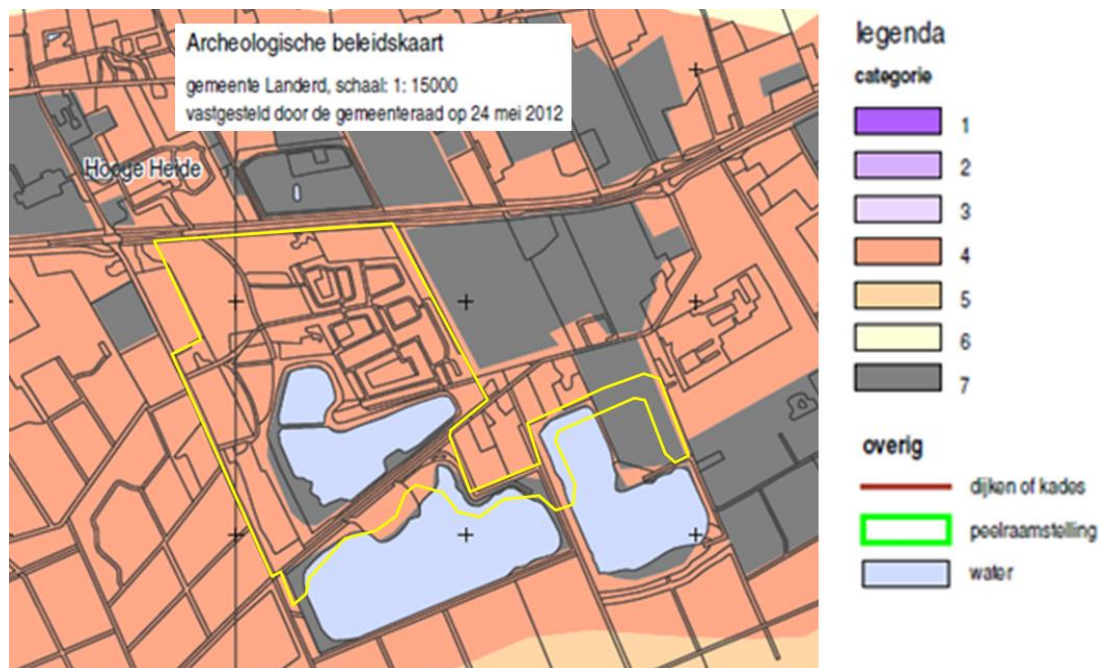 Archeologische beleidskaart
gemeente Landerd, schaal: 1: 15000
vastgesteld door de gemeenteraad op 24 mei 2012
Hooge Heide
legenda
categorie
1
2
3
4
5
6
7
overig
dijken of kades
peelraamstelling
water